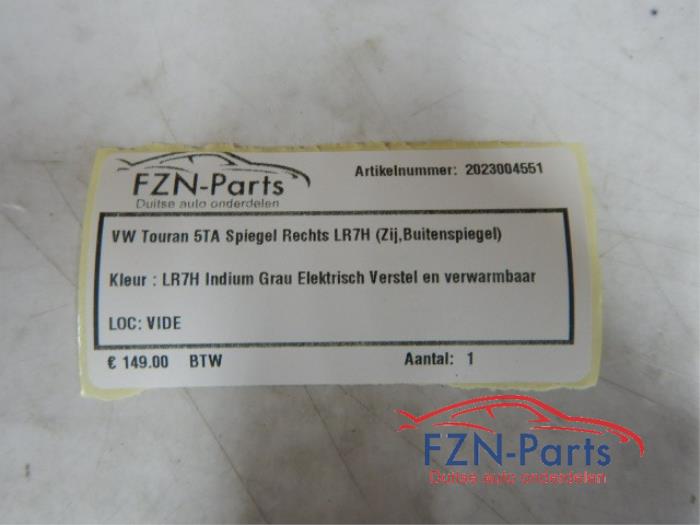 FZN-Parts
Duitse auto onderdelen
Artikelnummer: 2023004551
VW Touran 5TA Spiegel Rechts LR7H (Zij,Buitenspiegel)
Kleur : LR7H Indium Grau Elektrisch Verstel en verwarmbaar
LOC: VIDE
€ 149.00 BTW Aantal: 1
FZN-Parts
Duitse auto onderdelen